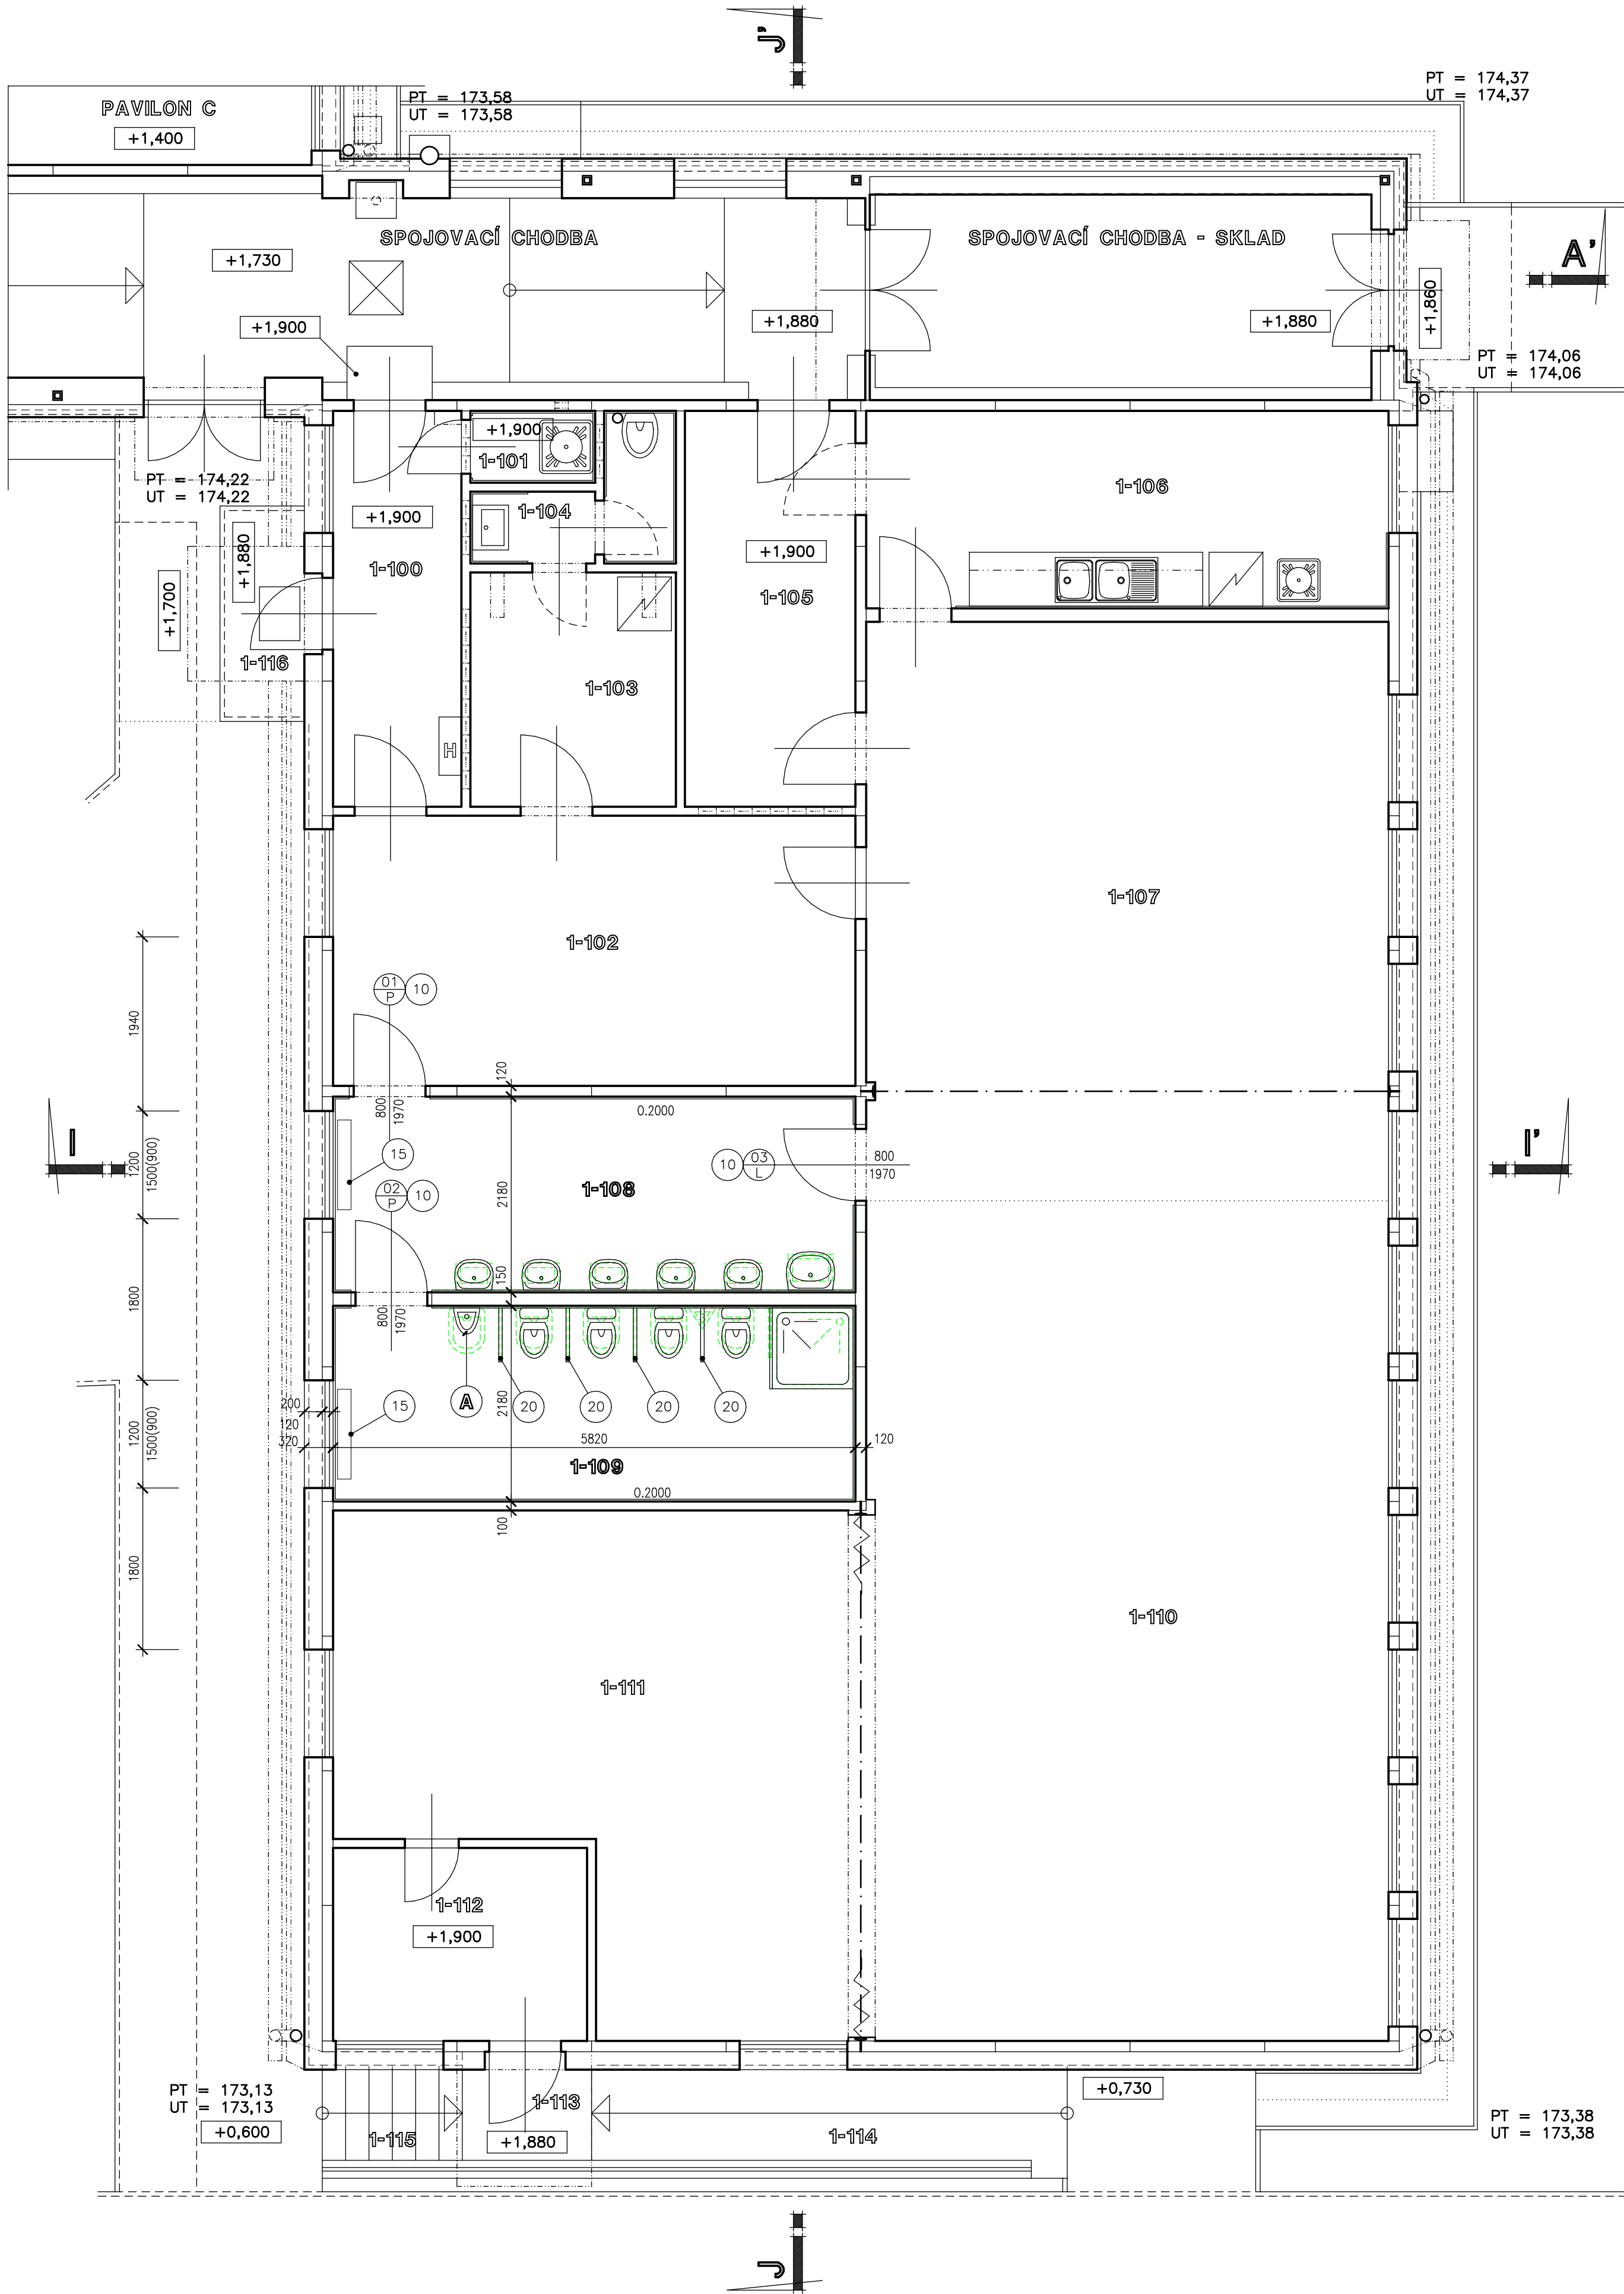 J'
PT = 173,58
UT = 173,58
PT = 174,37
UT = 174,37
PAVILON C
+1,400
SPOJOVACÍ CHODBA
SPOJOVACÍ CHODBA - SKLAD
A'
+1,730
+1,900
+1,880
+1,880
+1,860
PT = 174,06
UT = 174,06
+1,900
1-101
PT = 174,22
UT = 174,22
1-106
+1,900
1-104
+1,880
+1,700
1-100
+1,900
1-105
1-116
1-103
H
1-107
1-102
01
P
10
1940
120
800
1970
0.2000
I
I'
1200
1500(900)
15
10
03
L
800
1970
02
P
10
2180
1-108
1800
150
800
1970
A
20
20
20
20
15
2180
200
120
320
1200
1500(900)
5820
120
1-109
0.2000
100
1800
1-110
1-111
1-112
+1,900
PT = 173,13
UT = 173,13
+0,600
1-113
+0,730
1-115
+1,880
1-114
PT = 173,38
UT = 173,38
J